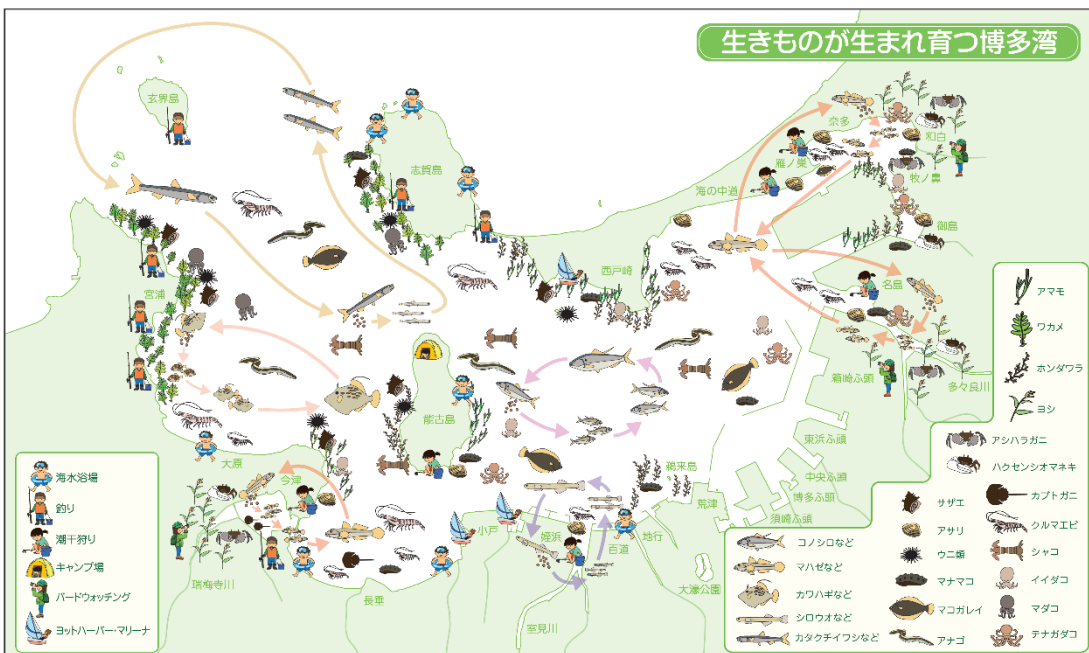 生きものが生まれ育つ博多湾
玄界島
志賀島
奈多
和白
雁ノ巣
牧ノ鼻
海の中道
御島
西戸崎
宮浦
名島
箱崎ふ頭
多々良川
能古島
東浜ふ頭
中央ふ頭
博多ふ頭
須崎ふ頭
大原
今津
鵜来島
荒津
小戸
姪浜
百道
地行
大濠公園
瑞梅寺川
長垂
室見川
海水浴場
釣り
潮干狩り
キャンプ場
バードウォッチング
ヨットハーバー・マリーナ
アマモ
ワカメ
ホンダワラ
ヨシ
アシハラガニ
ハクセンシオマネキ
サザエ
カブトガニ
アサリ
クルマエビ
コノシロなど
ウニ類
シャコ
マハゼなど
マナマコ
イイダコ
カワハギなど
マコガレイ
マダコ
シロウオなど
カタクチイワシなど
アナゴ
テナガダコ